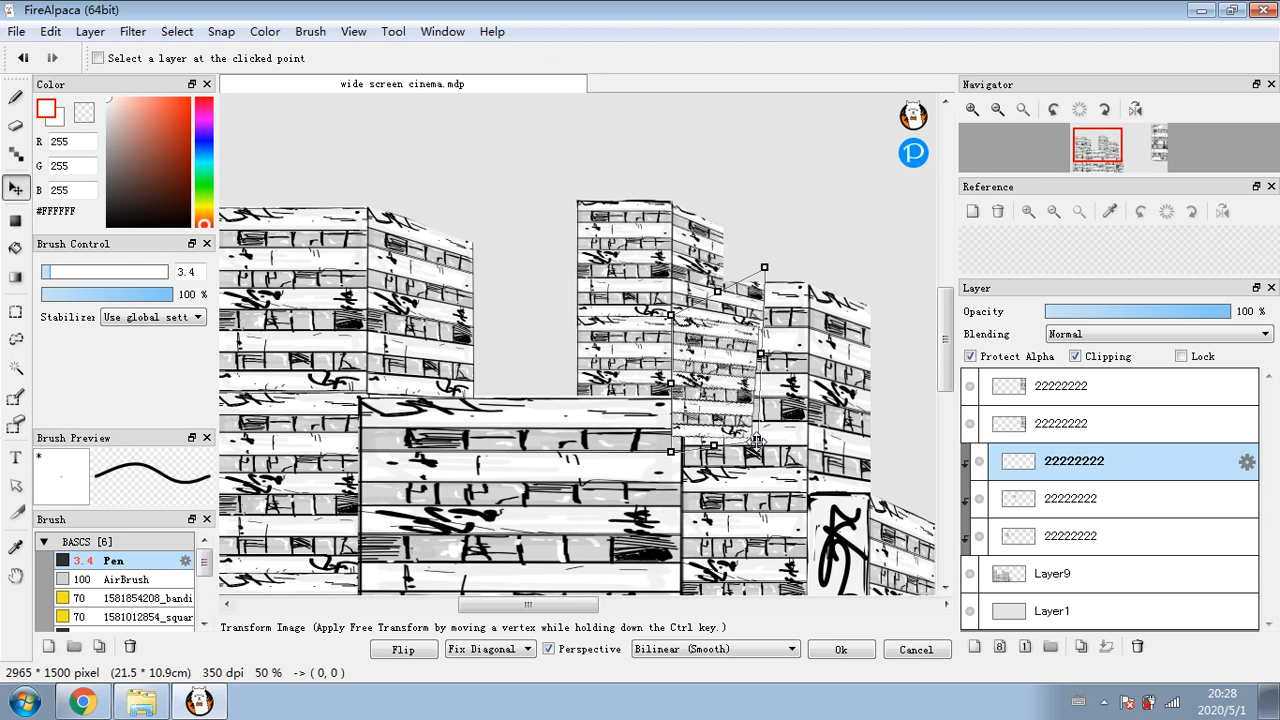 FireAlpaca (64bit)
File Edit Layer Filter Select Snap Color Brush View Tool Window Help
Select a layer at the clicked point
Color
wide screen cinema.mdp
Navigator
R 255
G 255
B 255
#FFFFFF
Reference
Brush Control
3.4
100 %
Stabilizer Use global sett
Layer
Opacity 100 %
Blending Normal
Protect Alpha Clipping Lock
22222222
22222222
22222222
22222222
22222222
Layer9
Layer1
Brush Preview
*
Brush
BASCS [6]
3.4 Pen
100 AirBrush
70 1581854208_bandi
70 1581012854_squar
Transform Image (Apply Free Transform by moving a vertex while holding down the Ctrl key.)
Flip Fix Diagonal Perspective Bilinear (Smooth) Ok Cancel
2965 * 1500 pixel (21.5 * 10.9cm) 350 dpi 50 % -> ( 0, 0 )
20:28
2020/5/1